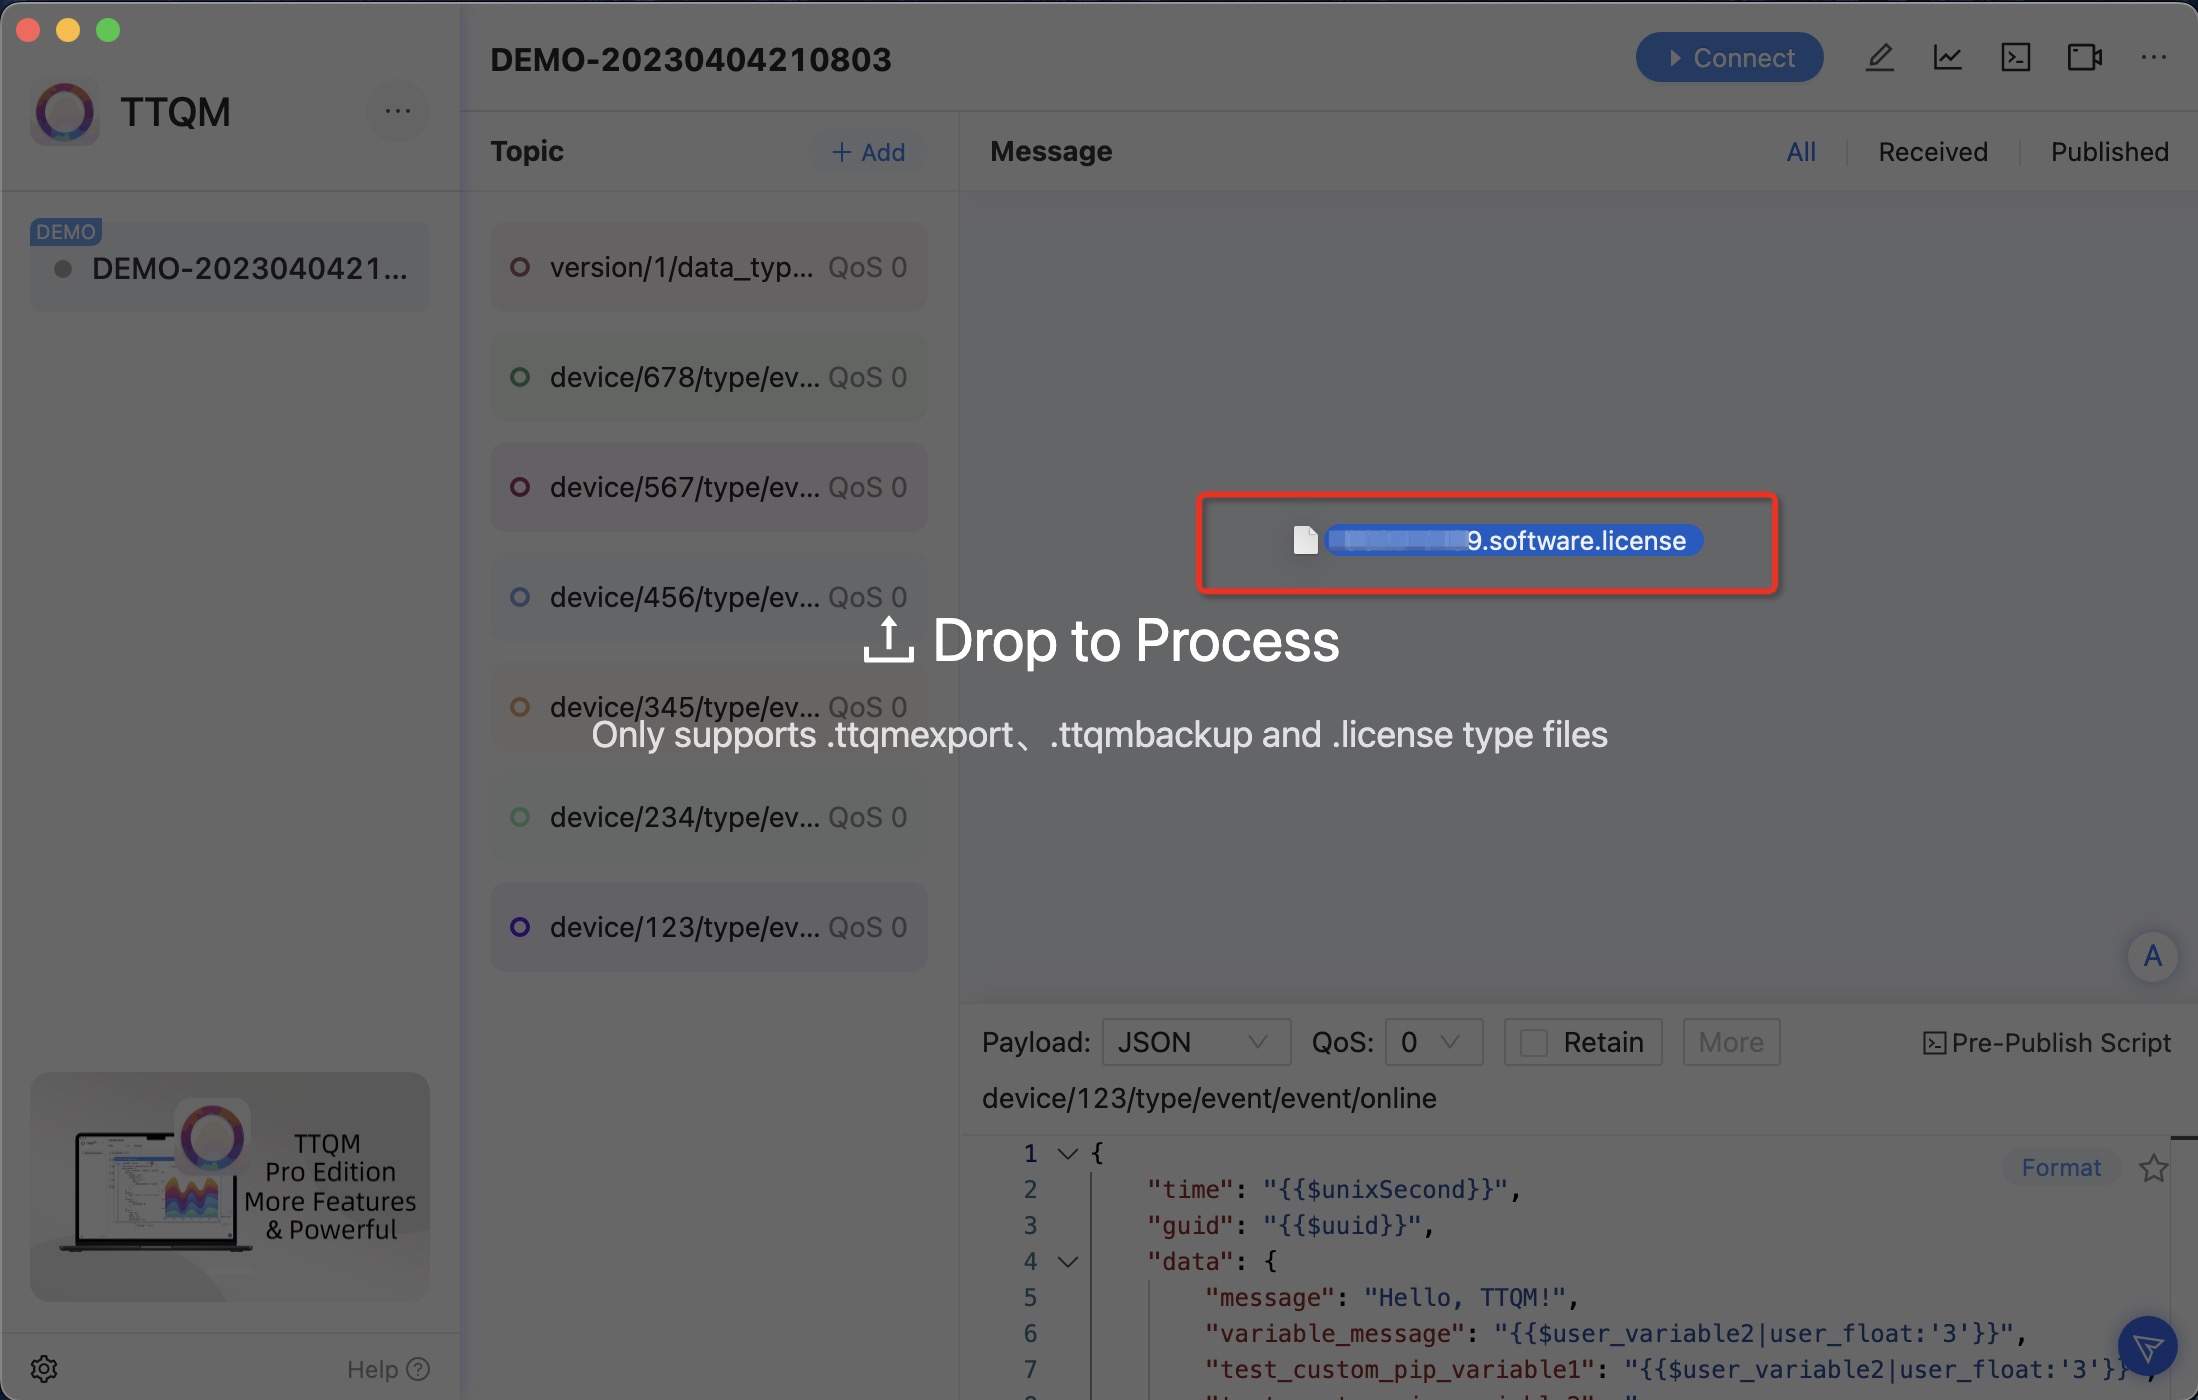 TTQM
...
DEMO
DEMO-2023040421...
TTQM
Pro Edition
More Features
& Powerful
Help
DEMO-20230404210803
Connect
...
Topic
+ Add
version/1/data_typ... QoS 0
device/678/type/ev... QoS 0
device/567/type/ev... QoS 0
device/456/type/ev... QoS 0
device/345/type/ev... QoS 0
device/234/type/ev... QoS 0
device/123/type/ev... QoS 0
Message
All Received Published
9.software.license
Drop to Process
Only supports .ttqmexport、.ttqmbackup and .license type files
A
Payload: JSON QoS: 0 Retain More Pre-Publish Script
device/123/type/event/event/online
Format
1 {
2 "time": "{{$unixSecond}}",
3 "guid": "{{$uuid}}",
4 "data": {
5 "message": "Hello, TTQM!",
6 "variable_message": "{{$user_variable2|user_float:'3'}}",
7 "test_custom_pip_variable1": "{{$user_variable2|user_float:'3'}}",